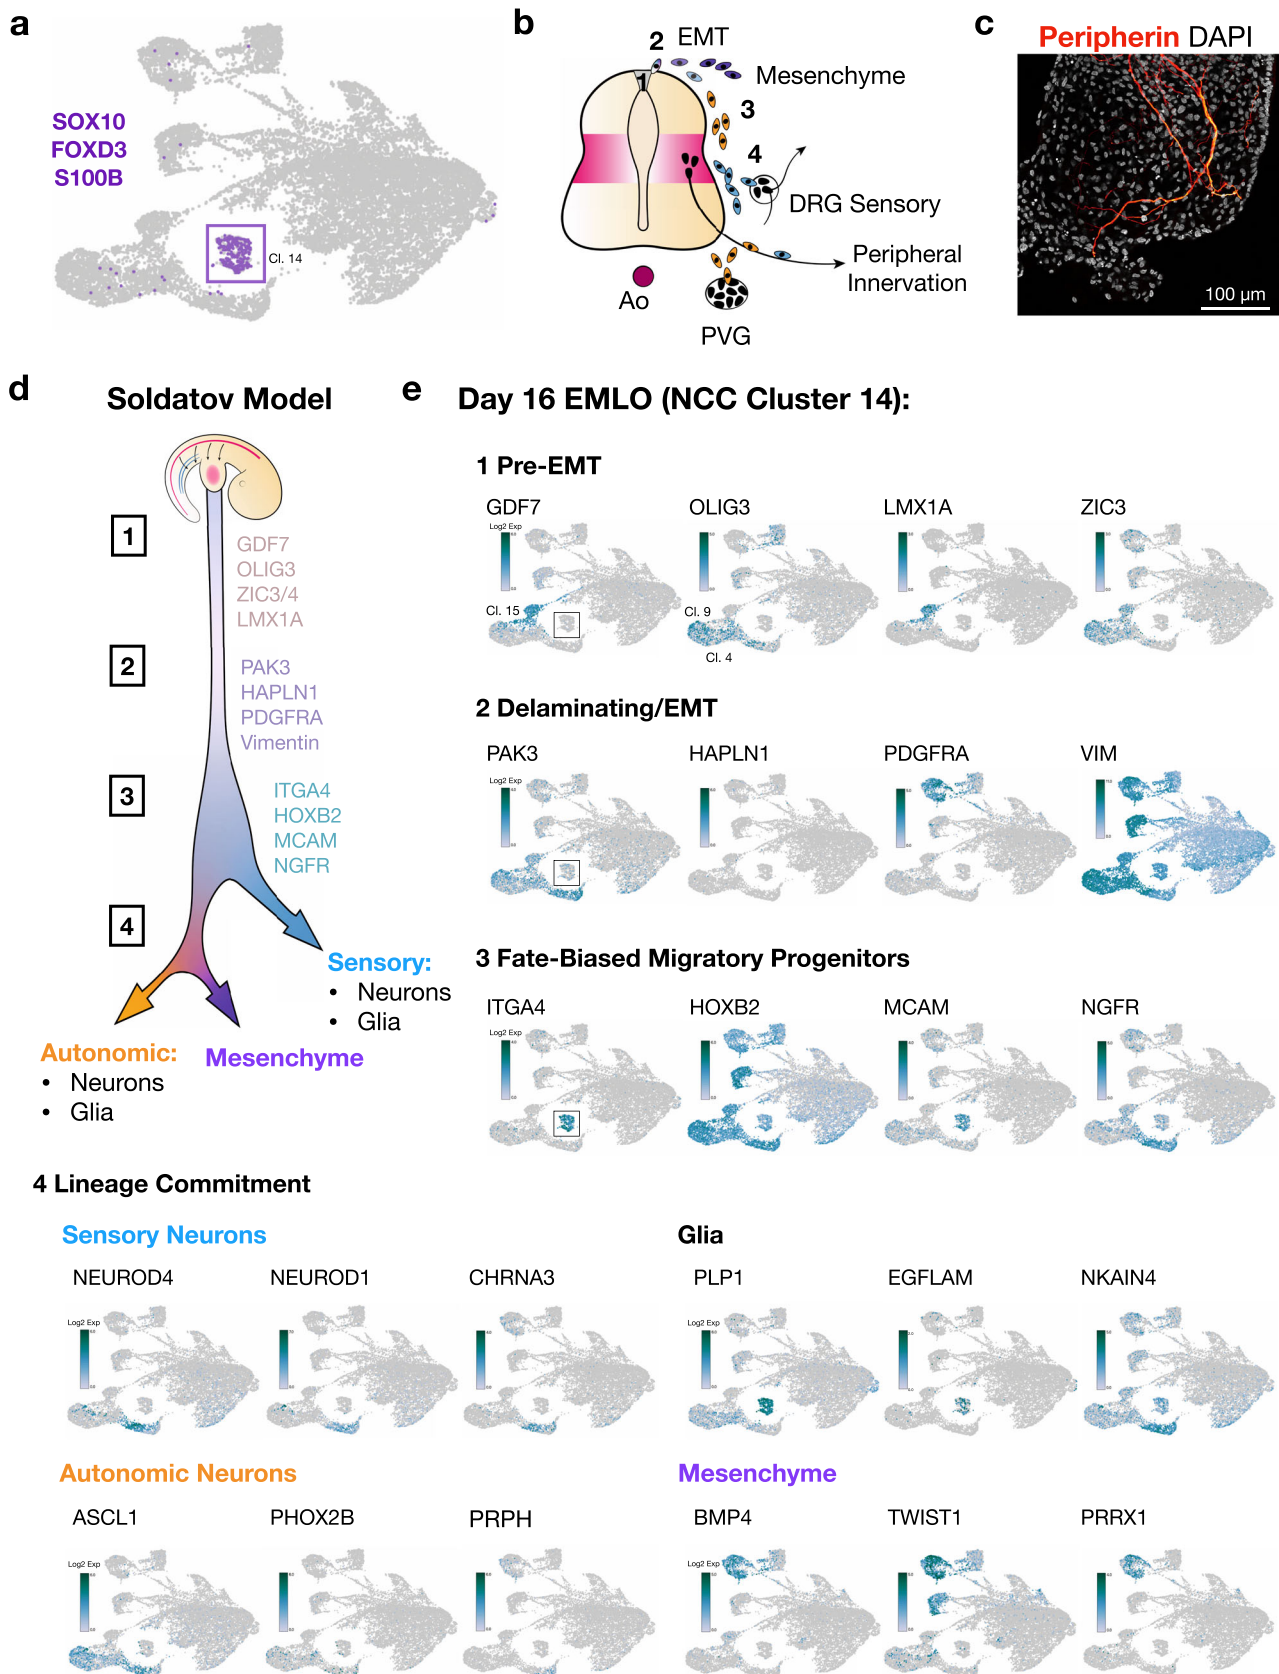 a
SOX10
FOXD3
S100B
Cl. 14
b
2 EMT
1
Mesenchyme
3
4
DRG Sensory
Peripheral
Innervation
Ao
PVG
c
Peripherin DAPI
100 µm
d
Soldatov Model
1
GDF7
OLIG3
ZIC3/4
LMX1A
2
PAK3
HAPLN1
PDGFRA
Vimentin
3
ITGA4
HOXB2
MCAM
NGFR
4
Sensory:
• Neurons
• Glia
Autonomic:
• Neurons
• Glia
Mesenchyme
e
Day 16 EMLO (NCC Cluster 14):
1 Pre-EMT
GDF7 OLIG3 LMX1A ZIC3
Log2 Exp
Cl. 15
Cl. 9
Cl. 4
2 Delaminating/EMT
PAK3 HAPLN1 PDGFRA VIM
Log2 Exp
3 Fate-Biased Migratory Progenitors
ITGA4 HOXB2 MCAM NGFR
Log2 Exp
4 Lineage Commitment
Sensory Neurons
NEUROD4 NEUROD1 CHRNA3
Log2 Exp
Glia
PLP1 EGFLAM NKAIN4
Log2 Exp
Autonomic Neurons
ASCL1 PHOX2B PRPH
Log2 Exp
Mesenchyme
BMP4 TWIST1 PRRX1
Log2 Exp